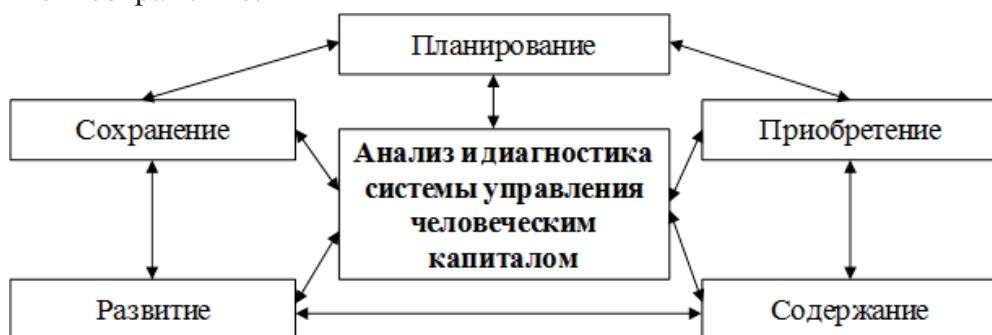 Планирование
Сохранение
Приобретение
Анализ и диагностика
системы управления
человеческим
капиталом
Развитие
Содержание